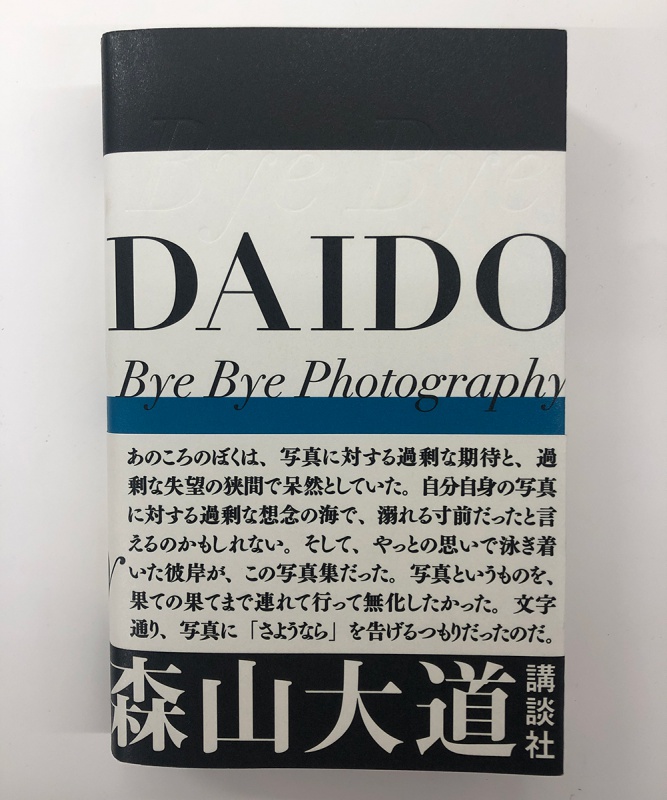 Bye Bye
DAIDO
Bye Bye Photography
あのころのぼくは、写真に対する過剰な期待と、過
剰な失望の狭間で呆然としていた。自分自身の写真
に対する過剰な想念の海で、溺れる寸前だったと言
えるのかもしれない。そして、やっとの思いで泳ぎ着
いた彼岸が、この写真集だった。写真というものを、
果ての果てまで連れて行って無化したかった。文字
通り、写真に「さようなら」を告げるつもりだったのだ。
森山大道
講談社